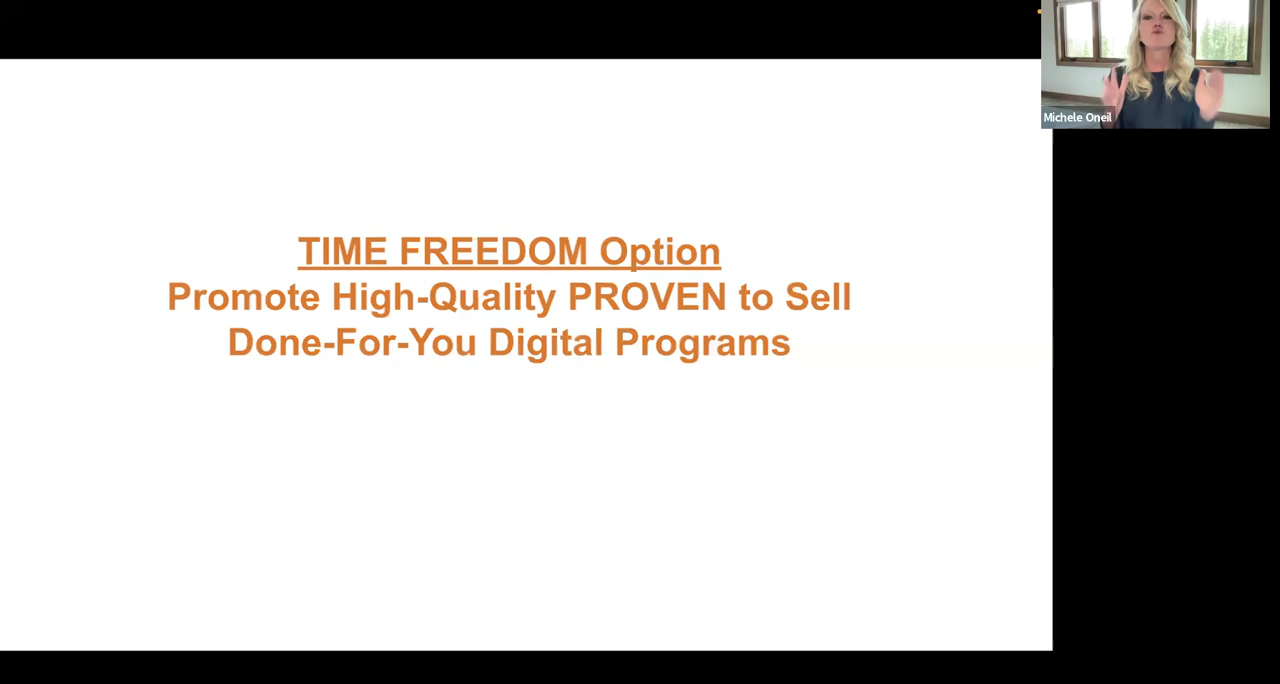 Michele Oneil
TIME FREEDOM Option
Promote High-Quality PROVEN to Sell
Done-For-You Digital Programs